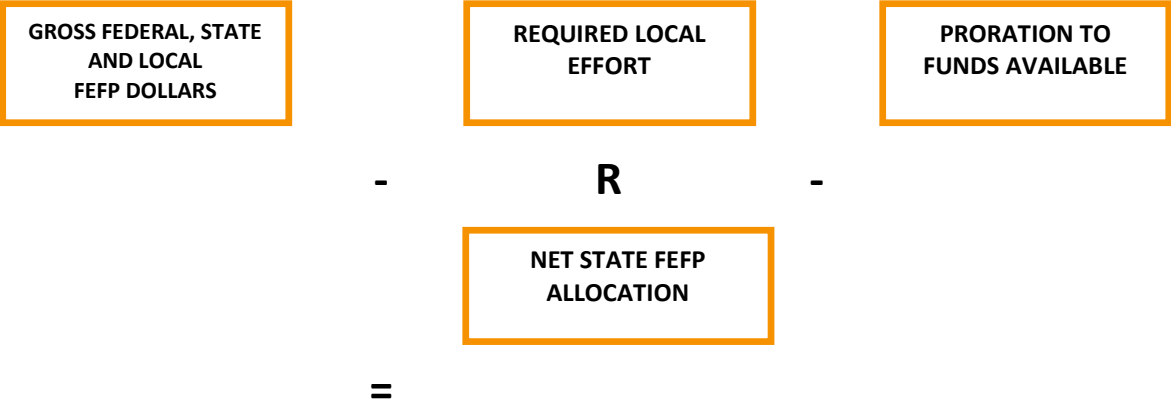 GROSS FEDERAL, STATE
AND LOCAL
FEFP DOLLARS
REQUIRED LOCAL
EFFORT
PRORATION TO
FUNDS AVAILABLE
- R -
NET STATE FEFP
ALLOCATION
=